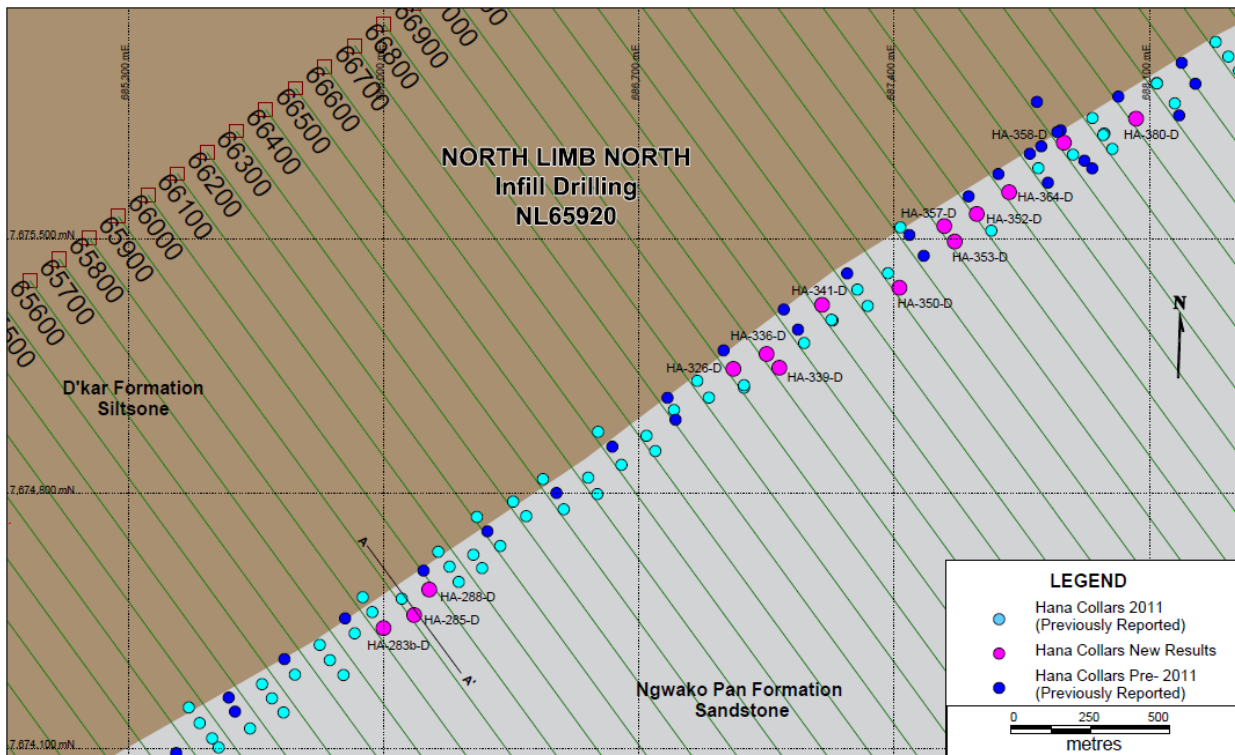 685,300 mE
686,700 mE
687,400 mE
688,100 mE
66900
66800
66700
66600
66500
66400
66300
66200
66100
66000
65900
65800
65700
65600
NORTH LIMB NORTH
Infill Drilling
NL65920
7,675,500 mN
HA-358-D
HA-380-D
HA-364-D
HA-357-D
HA-352-D
HA-353-D
HA-341-D
HA-350-D
N
HA-336-D
HA-326-D
HA-339-D
D'kar Formation
Siltsone
7,674,800 mN
A
HA-288-D
HA-285-D
HA-283b-D
A'
Ngwako Pan Formation
Sandstone
7,674,100 mN
LEGEND
Hana Collars 2011
(Previously Reported)
Hana Collars New Results
Hana Collars Pre- 2011
(Previously Reported)
0 250 500
metres